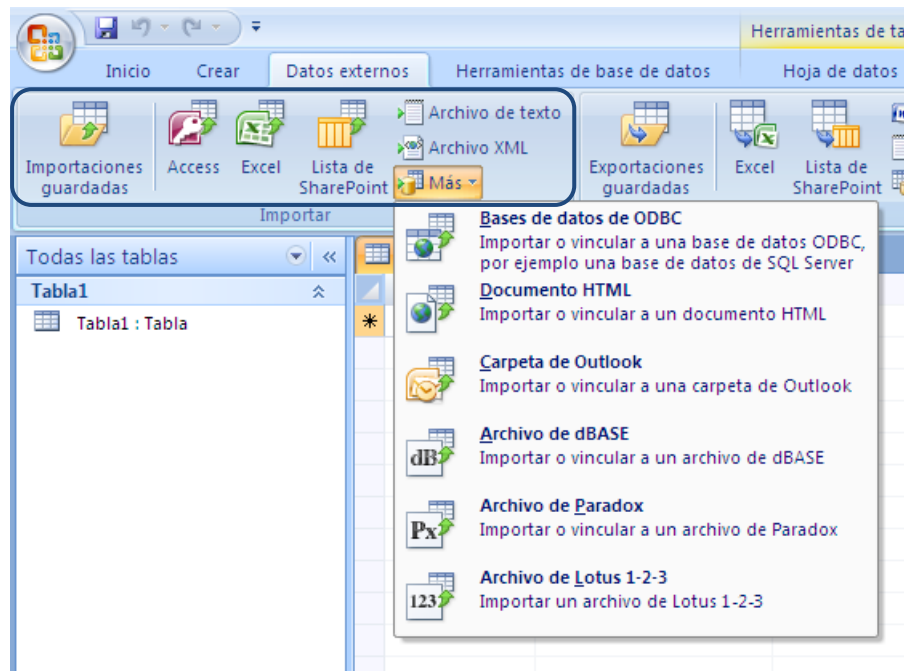 Herramientas de ta
Inicio Crear Datos externos Herramientas de base de datos Hoja de datos
Importaciones guardadas
Access
Excel
Lista de SharePoint
Archivo de texto
Archivo XML
Más
Importar
Exportaciones guardadas
Excel
Lista de SharePoint
Todas las tablas
Tabla1
Tabla1 : Tabla
Bases de datos de ODBC
Importar o vincular a una base de datos ODBC,
por ejemplo una base de datos de SQL Server
Documento HTML
Importar o vincular a un documento HTML
Carpeta de Outlook
Importar o vincular a una carpeta de Outlook
dB
Archivo de dBASE
Importar o vincular a un archivo de dBASE
Px
Archivo de Paradox
Importar o vincular a un archivo de Paradox
123
Archivo de Lotus 1-2-3
Importar un archivo de Lotus 1-2-3